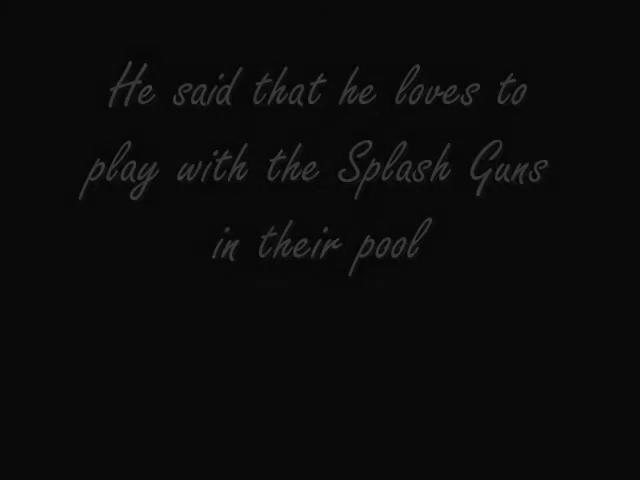 He said that he loves to
play with the Splash Guns
in their pool